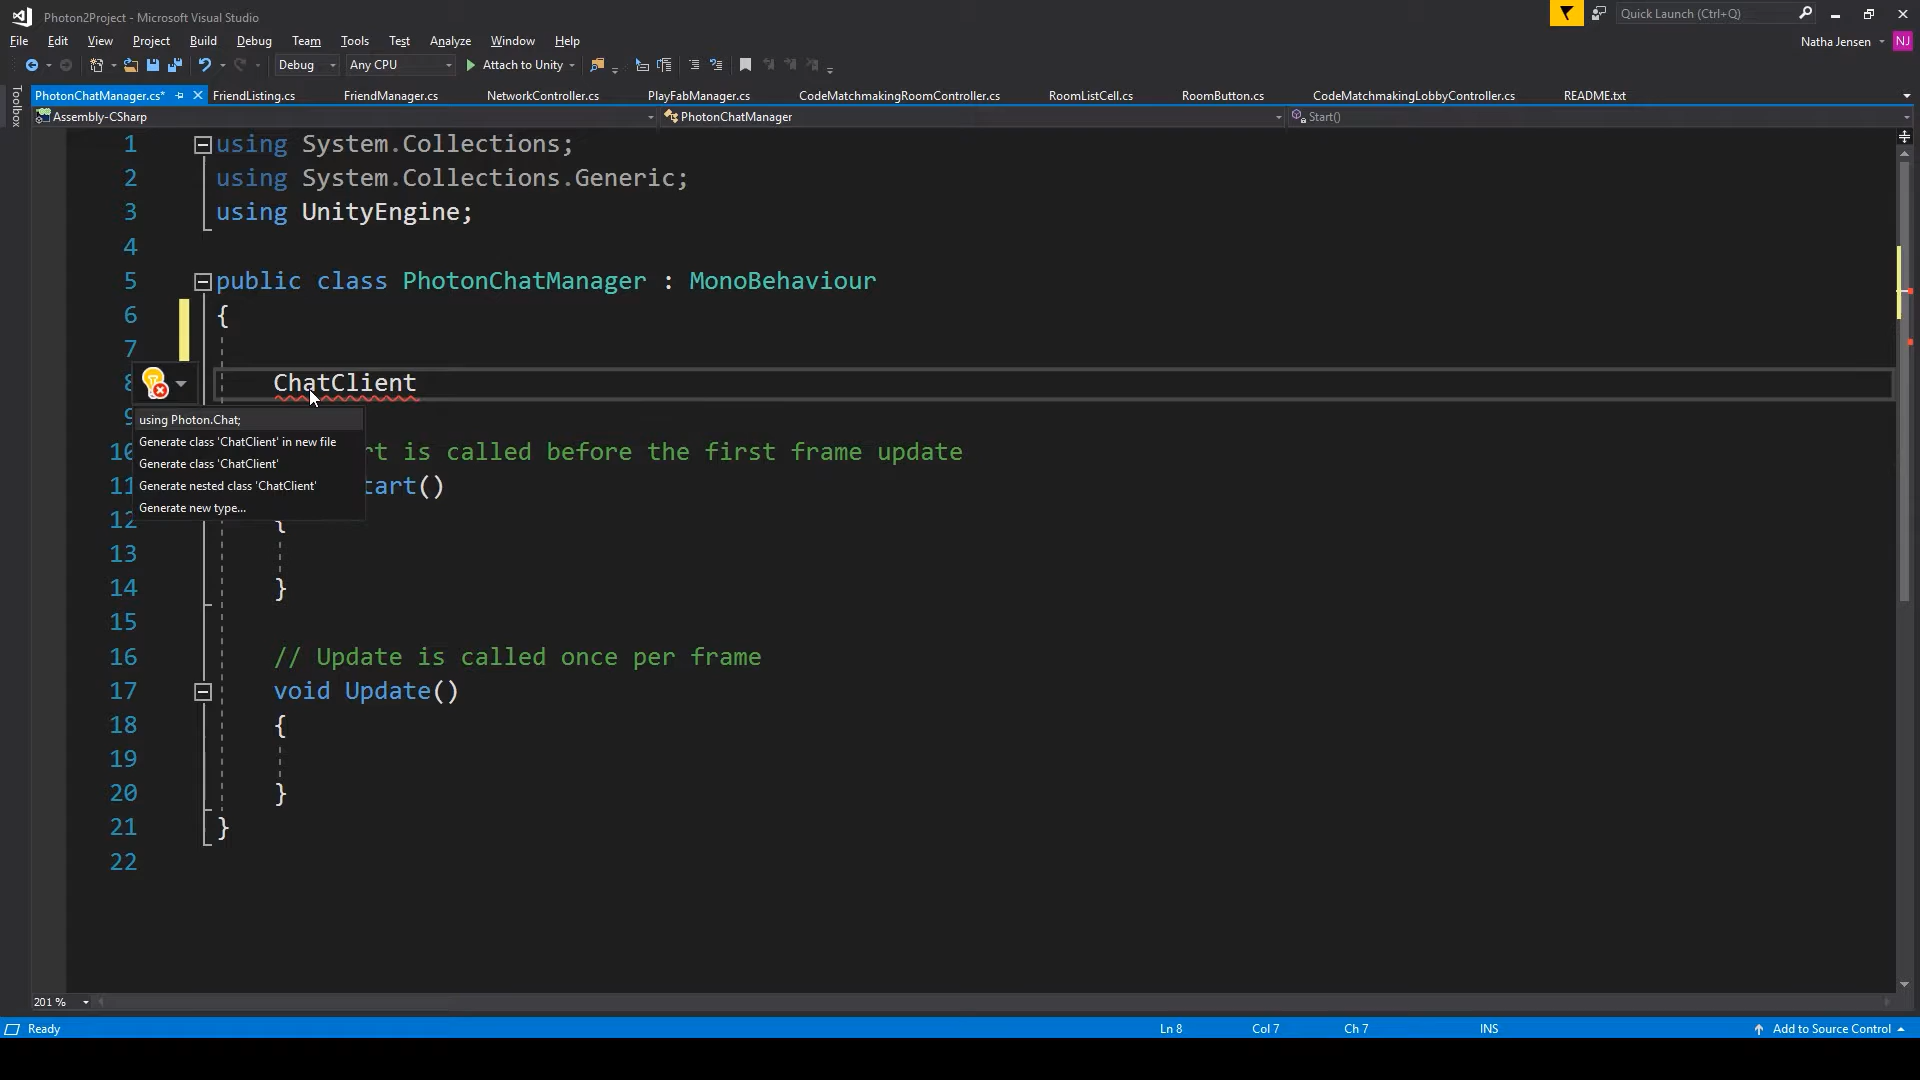 Photon2Project - Microsoft Visual Studio
Quick Launch (Ctrl+Q)
File Edit View Project Build Debug Team Tools Test Analyze Window Help
Natha Jensen NJ
Debug Any CPU Attach to Unity
Toolbox
PhotonChatManager.cs* FriendListing.cs FriendManager.cs NetworkController.cs PlayFabManager.cs CodeMatchmakingRoomController.cs RoomListCell.cs RoomButton.cs CodeMatchmakingLobbyController.cs README.txt
Assembly-CSharp PhotonChatManager Start()
1 using System.Collections;
2 using System.Collections.Generic;
3 using UnityEngine;
4
5 public class PhotonChatManager : MonoBehaviour
6 {
7
8 ChatClient
using Photon.Chat;
Generate class 'ChatClient' in new file
Generate class 'ChatClient'
Generate nested class 'ChatClient'
Generate new type...
10 rt is called before the first frame update
11 tart()
12 {
13
14 }
15
16 // Update is called once per frame
17 void Update()
18 {
19
20 }
21 }
22
201 %
Ready Ln 8 Col 7 Ch 7 INS Add to Source Control